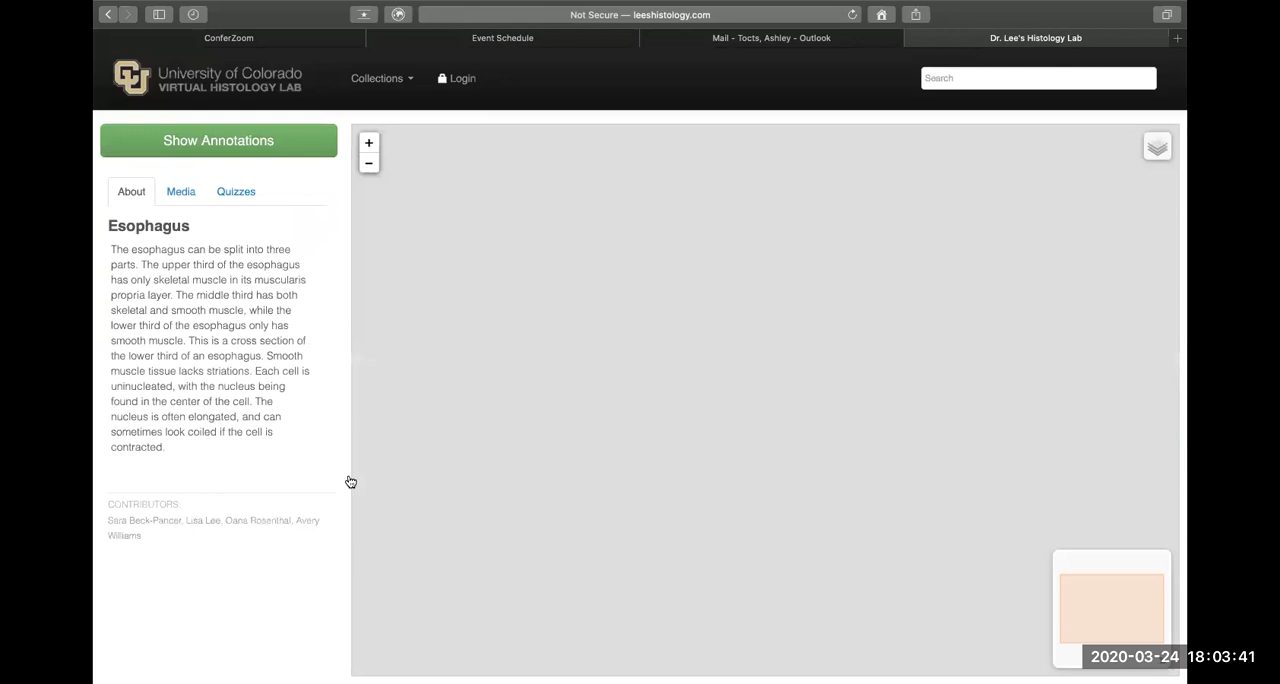 Not Secure — leeshistology.com
ConferZoom
Event Schedule
Mail - Tocts, Ashley - Outlook
Dr. Lee's Histology Lab
University of Colorado
VIRTUAL HISTOLOGY LAB
Collections
Login
Search
Show Annotations
+
−
About
Media
Quizzes
Esophagus
The esophagus can be split into three
parts. The upper third of the esophagus
has only skeletal muscle in its muscularis
propria layer. The middle third has both
skeletal and smooth muscle, while the
lower third of the esophagus only has
smooth muscle. This is a cross section of
the lower third of an esophagus. Smooth
muscle tissue lacks striations. Each cell is
uninucleated, with the nucleus being
found in the center of the cell. The
nucleus is often elongated, and can
sometimes look coiled if the cell is
contracted.
CONTRIBUTORS:
Sara Beck-Pancer, Lisa Lee, Oana Rosenthal, Avery
Williams
2020-03-24 18:03:41